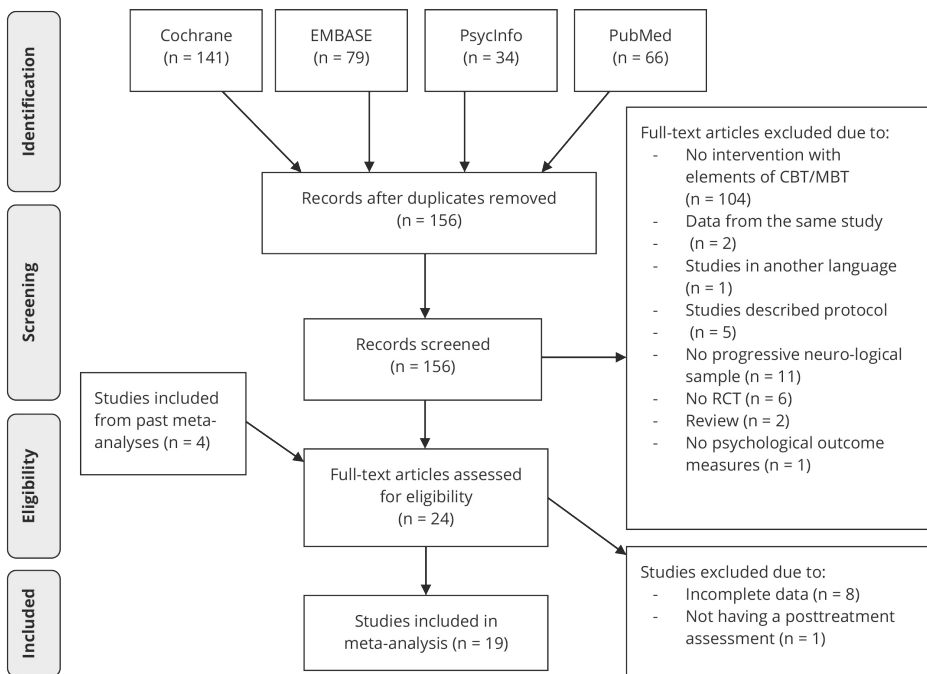 Identification
Cochrane
(n = 141)
EMBASE
(n = 79)
PsycInfo
(n = 34)
PubMed
(n = 66)
Records after duplicates removed
(n = 156)
Full-text articles excluded due to:
- No intervention with
elements of CBT/MBT
(n = 104)
- Data from the same study
- (n = 2)
- Studies in another language
(n = 1)
- Studies described protocol
- (n = 5)
- No progressive neuro-logical
sample (n = 11)
- No RCT (n = 6)
- Review (n = 2)
- No psychological outcome
measures (n = 1)
Screening
Records screened
(n = 156)
Studies included
from past meta-
analyses (n = 4)
Eligibility
Full-text articles assessed
for eligibility
(n = 24)
Studies excluded due to:
- Incomplete data (n = 8)
- Not having a posttreatment
assessment (n = 1)
Included
Studies included in
meta-analysis (n = 19)